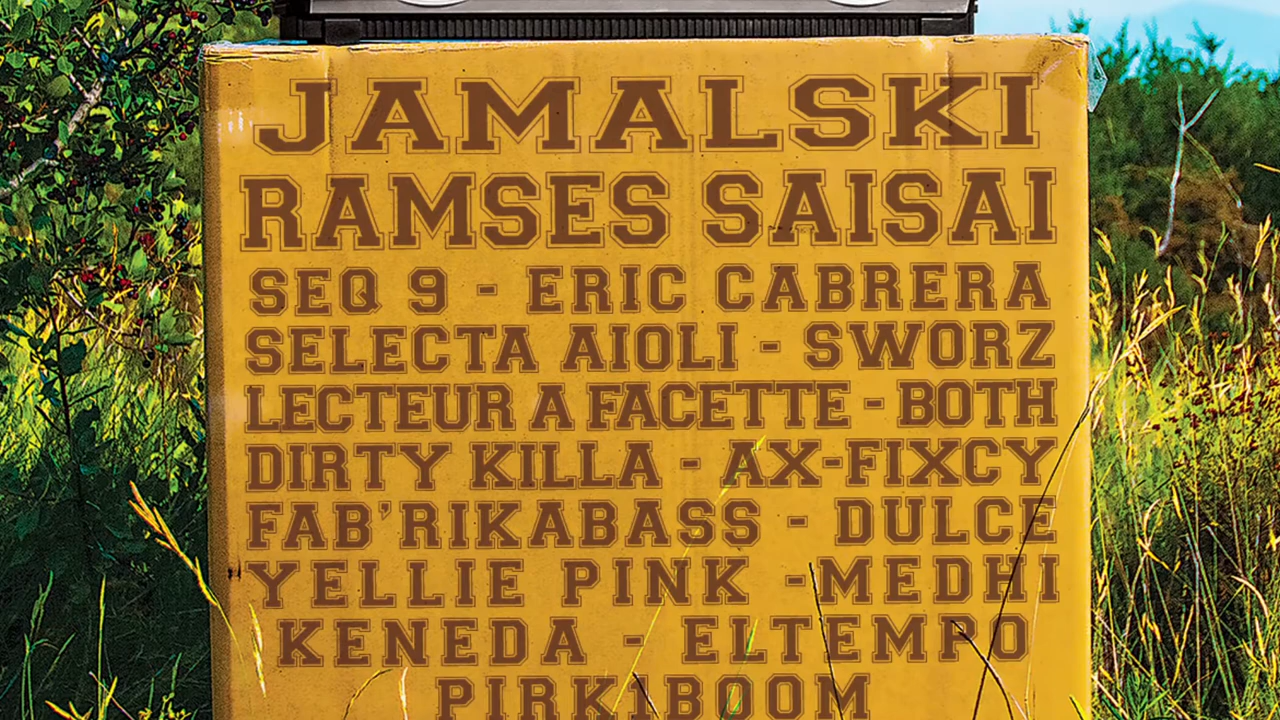 JAMALSKI
RAMSES SAISAI
SEQ 9 - ERIC CABRERA
SELECTA AIOLI - SWORZ
LECTEUR A FACETTE - BOTH
DIRTY KILLA - AX-FIXCY
FAB'RIKABASS - DULCE
YELLIE PINK - MEDHI
KENEDA - ELTEMPO
PIRK1BOOM